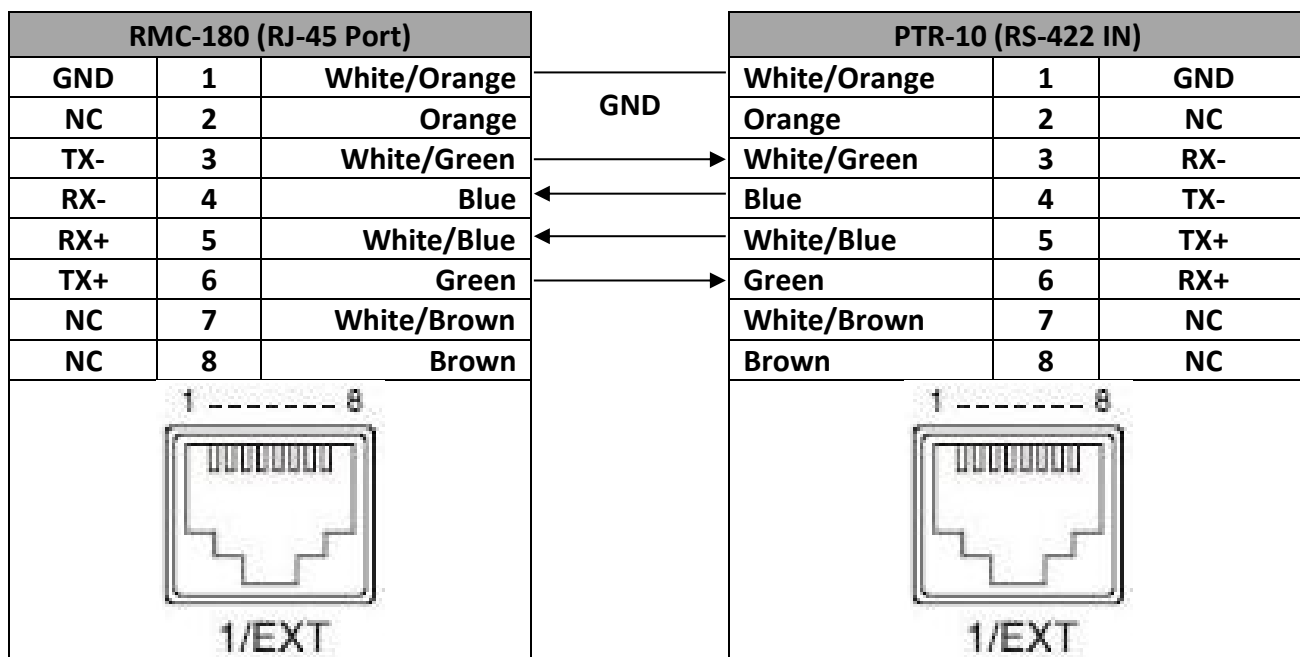 RMC-180 (RJ-45 Port) PTR-10 (RS-422 IN)
GND 1 White/Orange White/Orange 1 GND
GND
NC 2 Orange Orange 2 NC
TX- 3 White/Green White/Green 3 RX-
RX- 4 Blue Blue 4 TX-
RX+ 5 White/Blue White/Blue 5 TX+
TX+ 6 Green Green 6 RX+
NC 7 White/Brown White/Brown 7 NC
NC 8 Brown Brown 8 NC
1 ------- 8 1 ------- 8
1/EXT 1/EXT